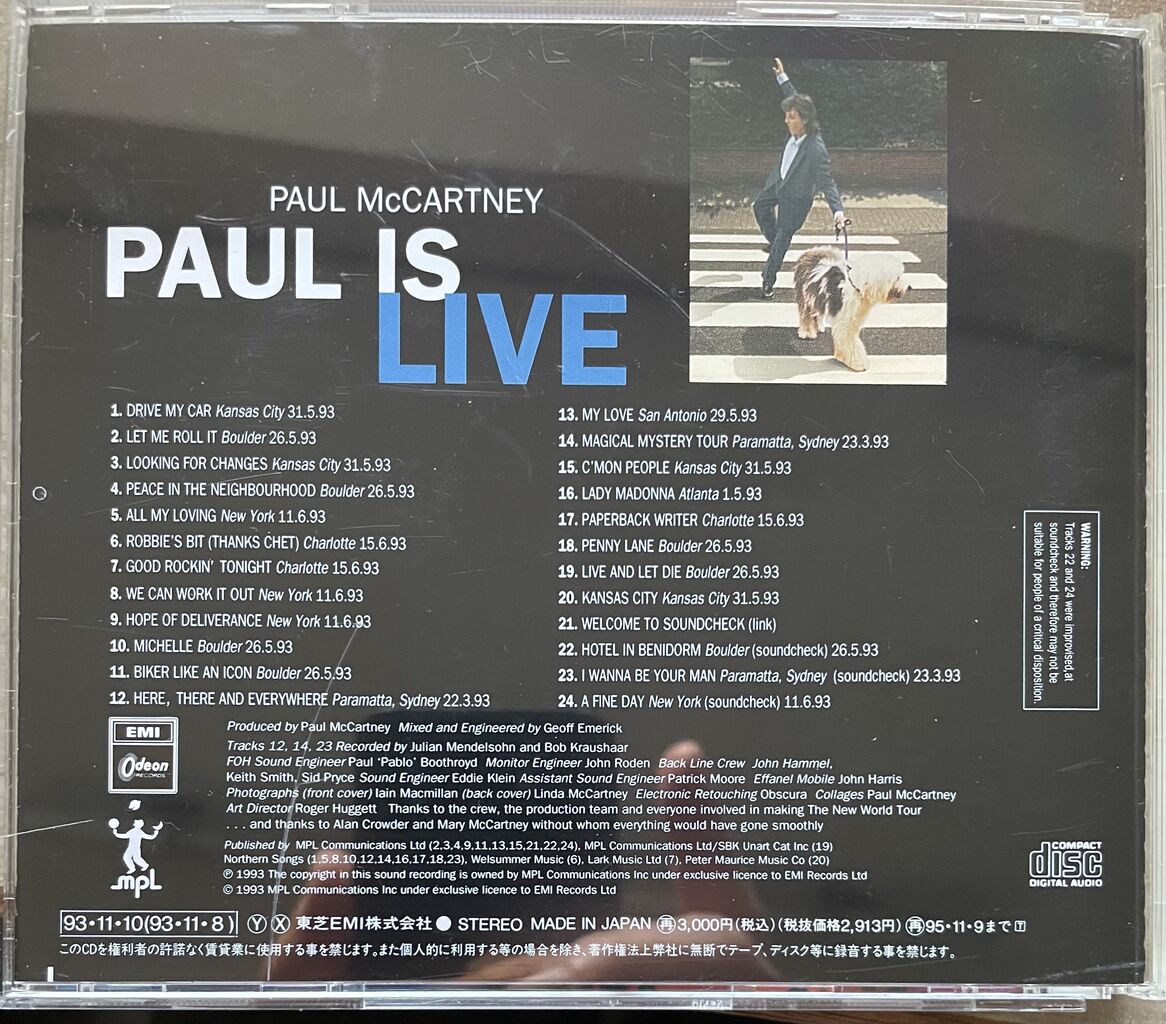 PAUL McCARTNEY
PAUL IS
LIVE
1. DRIVE MY CAR Kansas City 31.5.93
2. LET ME ROLL IT Boulder 26.5.93
3. LOOKING FOR CHANGES Kansas City 31.5.93
4. PEACE IN THE NEIGHBOURHOOD Boulder 26.5.93
5. ALL MY LOVING New York 11.6.93
6. ROBBIE'S BIT (THANKS CHET) Charlotte 15.6.93
7. GOOD ROCKIN' TONIGHT Charlotte 15.6.93
8. WE CAN WORK IT OUT New York 11.6.93
9. HOPE OF DELIVERANCE New York 11.6.93
10. MICHELLE Boulder 26.5.93
11. BIKER LIKE AN ICON Boulder 26.5.93
12. HERE, THERE AND EVERYWHERE Paramatta, Sydney 22.3.93
13. MY LOVE San Antonio 29.5.93
14. MAGICAL MYSTERY TOUR Paramatta, Sydney 23.3.93
15. C'MON PEOPLE Kansas City 31.5.93
16. LADY MADONNA Atlanta 1.5.93
17. PAPERBACK WRITER Charlotte 15.6.93
18. PENNY LANE Boulder 26.5.93
19. LIVE AND LET DIE Boulder 26.5.93
20. KANSAS CITY Kansas City 31.5.93
21. WELCOME TO SOUNDCHECK (link)
22. HOTEL IN BENIDORM Boulder (soundcheck) 26.5.93
23. I WANNA BE YOUR MAN Paramatta, Sydney (soundcheck) 23.3.93
24. A FINE DAY New York (soundcheck) 11.6.93
WARNING:
Tracks 22 and 24 were improvised,at
soundcheck and therefore may not be
suitable for people of a critical disposition.
EMI
Odeon
RECORDS
MPL
Produced by Paul McCartney Mixed and Engineered by Geoff Emerick
Tracks 12, 14, 23 Recorded by Julian Mendelsohn and Bob Kraushaar
FOH Sound Engineer Paul 'Pablo' Boothroyd Monitor Engineer John Roden Back Line Crew John Hammel,
Keith Smith, Sid Pryce Sound Engineer Eddie Klein Assistant Sound Engineer Patrick Moore Effanel Mobile John Harris
Photographs (front cover) Iain Macmillan (back cover) Linda McCartney Electronic Retouching Obscura Collages Paul McCartney
Art Director Roger Huggett Thanks to the crew, the production team and everyone involved in making The New World Tour
. . . and thanks to Alan Crowder and Mary McCartney without whom everything would have gone smoothly
Published by MPL Communications Ltd (2,3,4,9,11,13,15,21,22,24), MPL Communications Ltd/SBK Unart Cat Inc (19)
Northern Songs (1,5,8,10,12,14,16,17,18,23), Welsummer Music (6), Lark Music Ltd (7), Peter Maurice Music Co (20)
℗ 1993 The copyright in this sound recording is owned by MPL Communications Inc under exclusive licence to EMI Records Ltd
© 1993 MPL Communications Inc under exclusive licence to EMI Records Ltd
COMPACT
disc
DIGITAL AUDIO
93・11・10(93・11・8) Ⓨ Ⓧ 東芝EMI株式会社● STEREO MADE IN JAPAN ㊢3,000円(税込)(税抜価格2,913円) ㊢95・11・9まで🅃
このCDを権利者の許諾なく賃貸業に使用する事を禁じます。また個人的に利用する等の場合を除き、著作権法上弊社に無断でテープ、ディスク等に録音する事を禁じます。